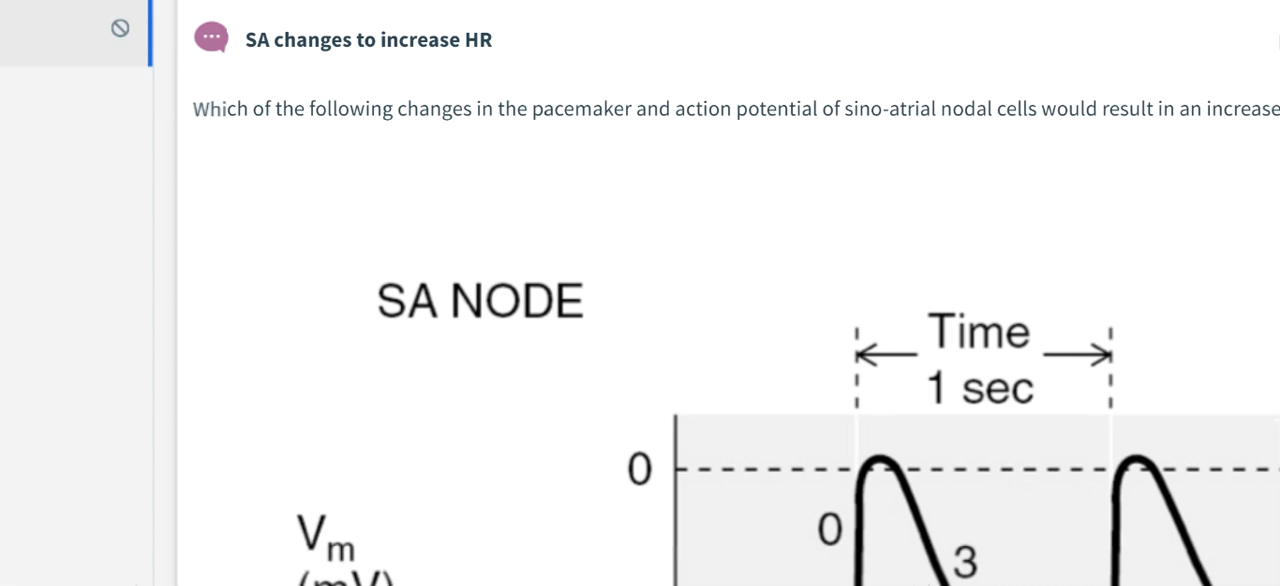 SA changes to increase HR
Which of the following changes in the pacemaker and action potential of sino-atrial nodal cells would result in an increase
SA NODE
Time
1 sec
0
0
3
Vm
(mV)